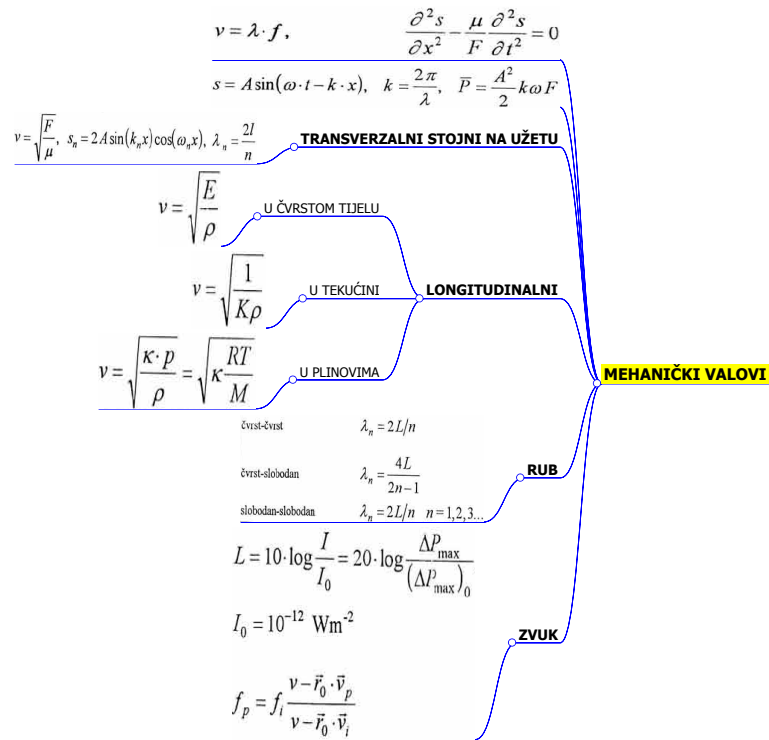 v = λ · f,    ∂²s/∂x² − μ/F ∂²s/∂t² = 0
s = A sin(ω · t − k · x),  k = 2π/λ,  P̅ = A²/2 kωF
v = √(F/μ), sₙ = 2A sin(kₙx) cos(ωₙx), λₙ = 2l/n
TRANSVERZALNI STOJNI NA UŽETU
v = √(E/ρ)
U ČVRSTOM TIJELU
v = √(1/Kρ)
U TEKUĆINI
LONGITUDINALNI
v = √(κ · p/ρ) = √(κ RT/M)
U PLINOVIMA
MEHANIČKI VALOVI
čvrst-čvrst    λₙ = 2L/n
čvrst-slobodan    λₙ = 4L/2n−1
slobodan-slobodan    λₙ = 2L/n  n = 1,2,3...
RUB
L = 10 · log I/I₀ = 20 · log ΔPmax/(ΔPmax)₀
I₀ = 10⁻¹² Wm⁻²
ZVUK
fₚ = fᵢ v − r⃗₀ · v⃗ₚ/v − r⃗₀ · v⃗ᵢ